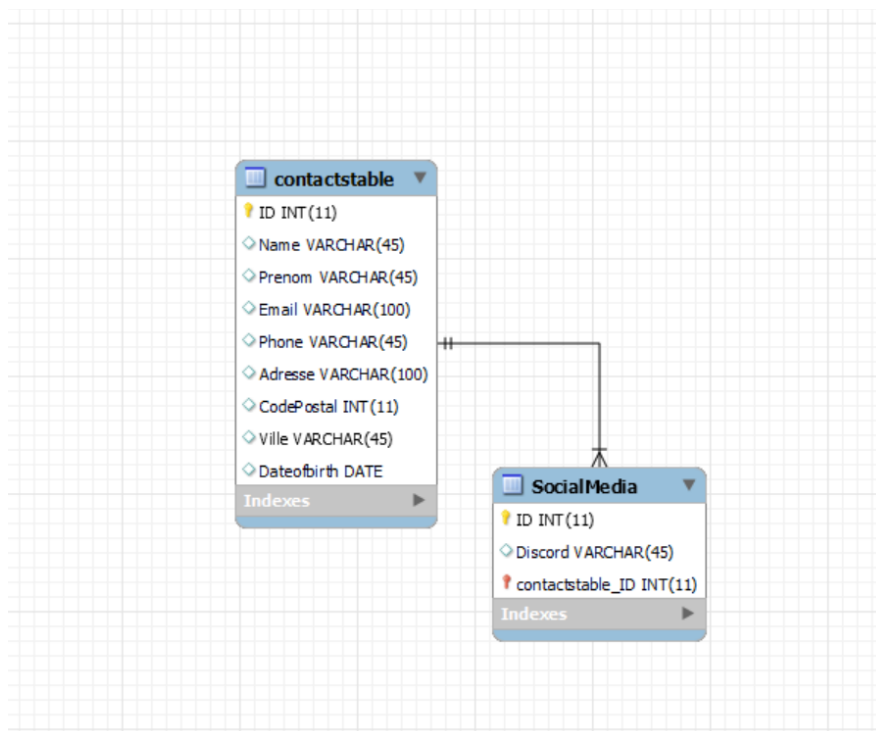 contactstable
ID INT(11)
Name VARCHAR(45)
Prenom VARCHAR(45)
Email VARCHAR(100)
Phone VARCHAR(45)
Adresse VARCHAR(100)
CodePostal INT(11)
Ville VARCHAR(45)
Dateofbirth DATE
Indexes
SocialMedia
ID INT(11)
Discord VARCHAR(45)
contactstable_ID INT(11)
Indexes